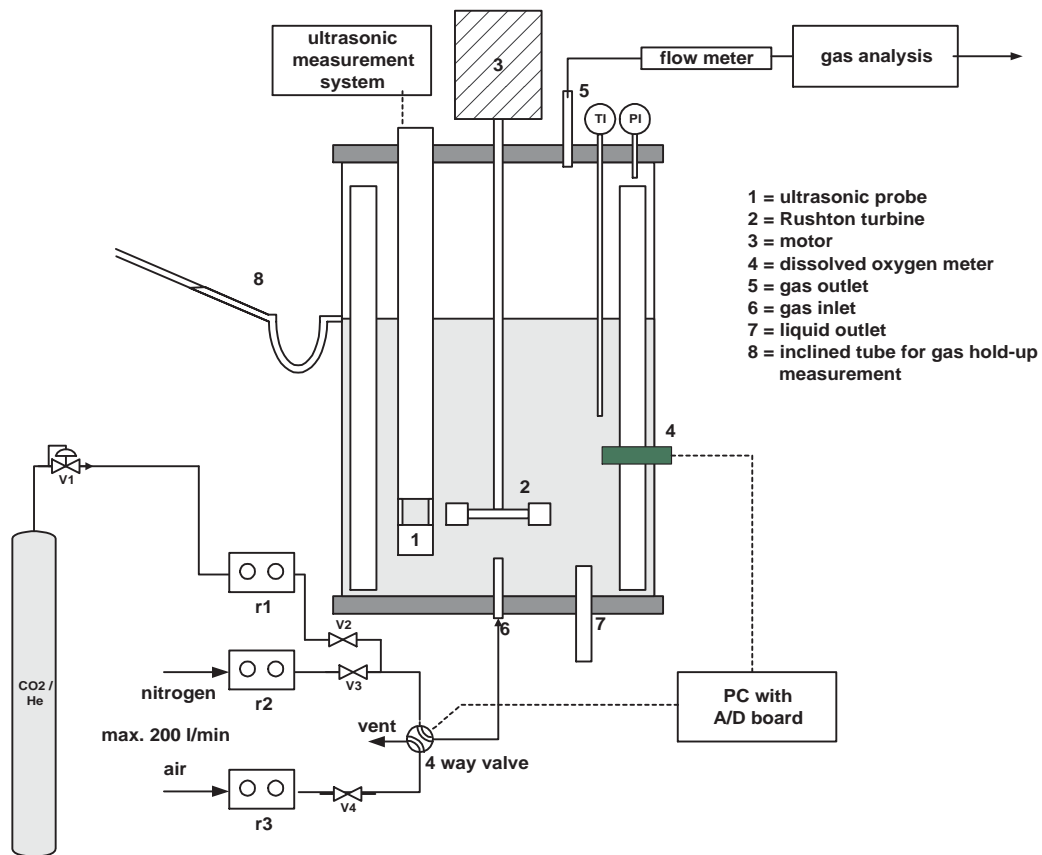 ultrasonic
measurement
system
3
5
flow meter
gas analysis
TI
PI
1 = ultrasonic probe
2 = Rushton turbine
3 = motor
4 = dissolved oxygen meter
5 = gas outlet
6 = gas inlet
7 = liquid outlet
8 = inclined tube for gas hold-up
measurement
8
4
V1
2
1
r1
6
7
V2
CO2 /
He
nitrogen
r2
V3
PC with
A/D board
max. 200 l/min
vent
4 way valve
air
r3
V4